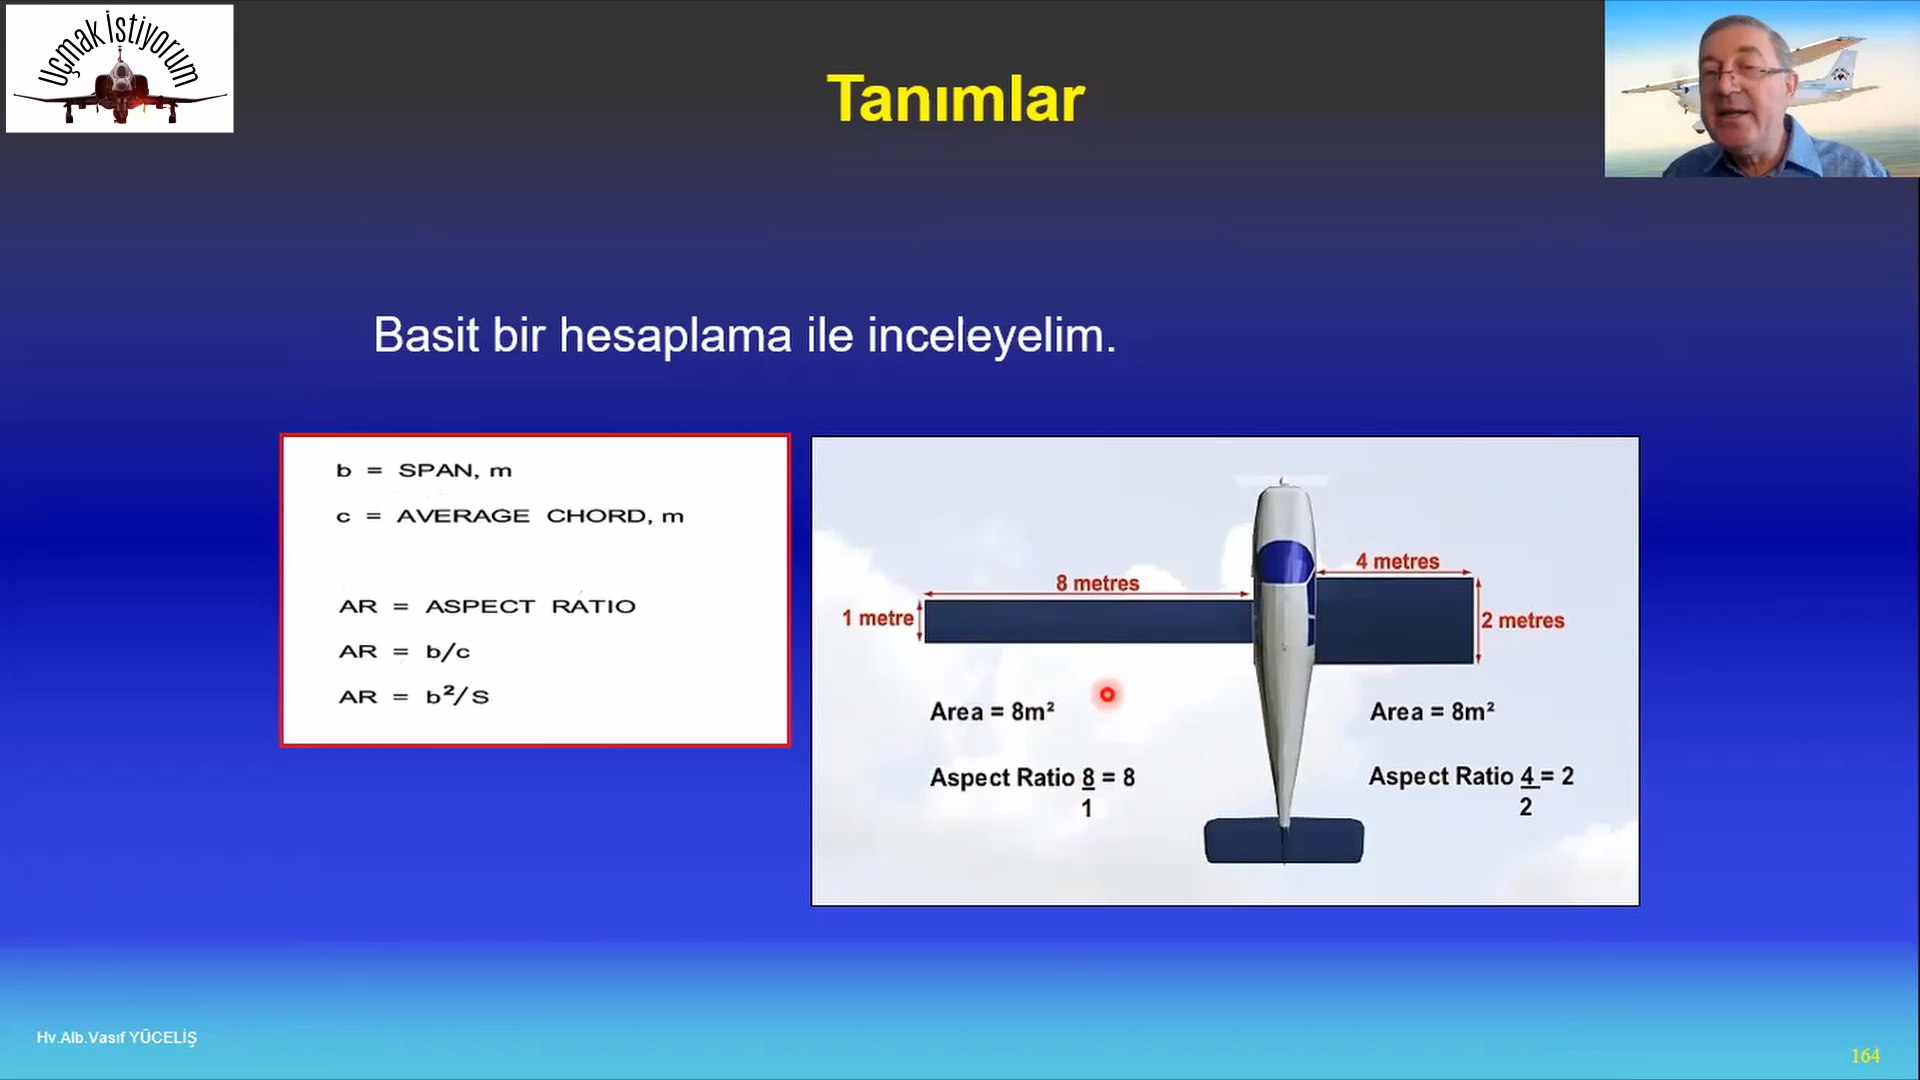 Uçmak İstiyorum
Tanımlar
Basit bir hesaplama ile inceleyelim.
b = SPAN, m
c = AVERAGE CHORD, m
AR = ASPECT RATIO
AR = b/c
AR = b²/S
8 metres
4 metres
1 metre
2 metres
Area = 8m²
Area = 8m²
Aspect Ratio 8 = 8
1
Aspect Ratio 4 = 2
2
Hv.Alb.Vasıf YÜCELİŞ
164